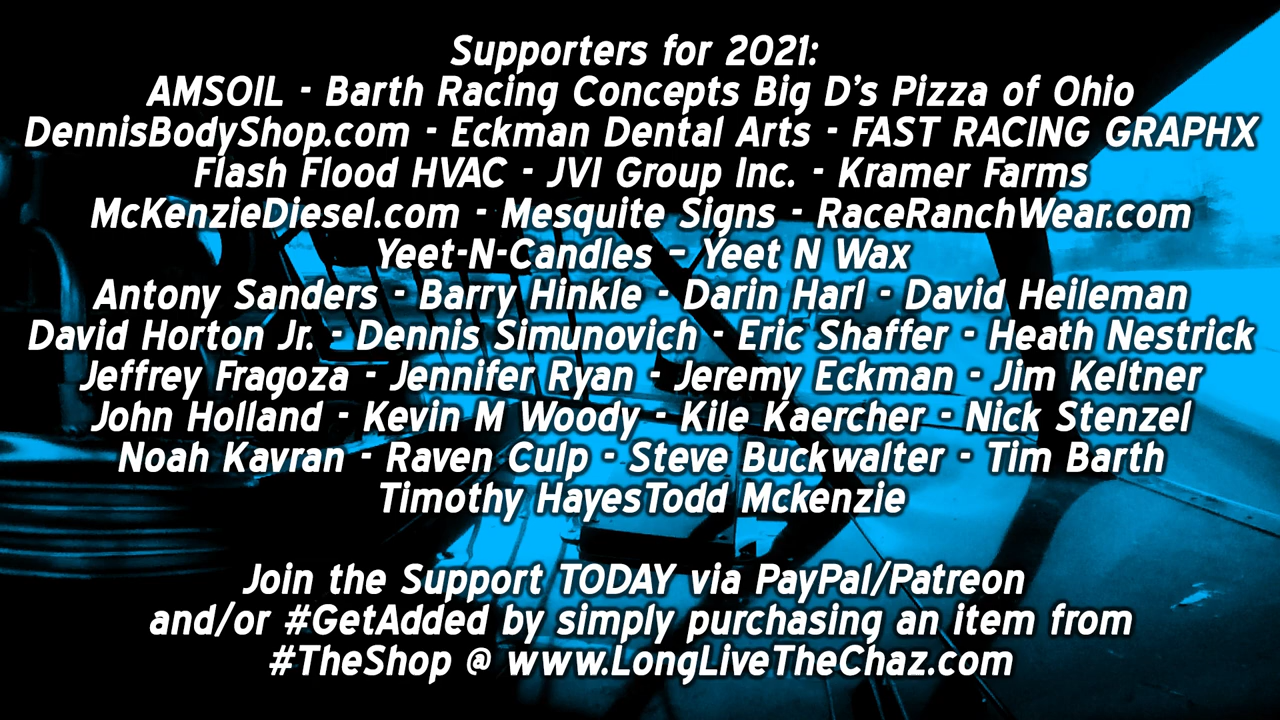 Supporters for 2021:
AMSOIL - Barth Racing Concepts Big D's Pizza of Ohio
DennisBodyShop.com - Eckman Dental Arts - FAST RACING GRAPHX
Flash Flood HVAC - JVI Group Inc. - Kramer Farms
McKenzieDiesel.com - Mesquite Signs - RaceRanchWear.com
Yeet-N-Candles – Yeet N Wax
Antony Sanders - Barry Hinkle - Darin Harl - David Heileman
David Horton Jr. - Dennis Simunovich - Eric Shaffer - Heath Nestrick
Jeffrey Fragoza - Jennifer Ryan - Jeremy Eckman - Jim Keltner
John Holland - Kevin M Woody - Kile Kaercher - Nick Stenzel
Noah Kavran - Raven Culp - Steve Buckwalter - Tim Barth
Timothy HayesTodd Mckenzie
Join the Support TODAY via PayPal/Patreon
and/or #GetAdded by simply purchasing an item from
#TheShop @ www.LongLiveTheChaz.com